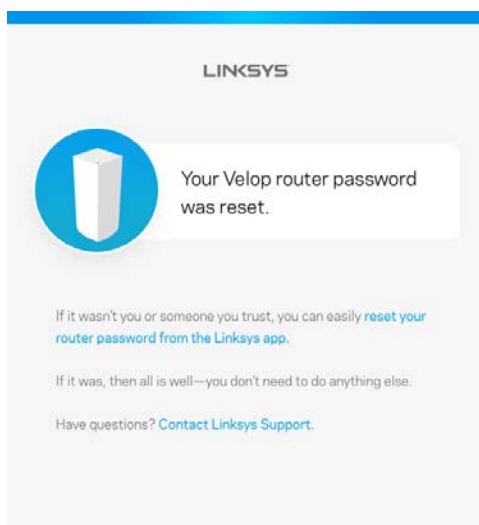 LINKSYS
Your Velop router password
was reset.
If it wasn't you or someone you trust, you can easily reset your
router password from the Linksys app.
If it was, then all is well—you don't need to do anything else.
Have questions? Contact Linksys Support.